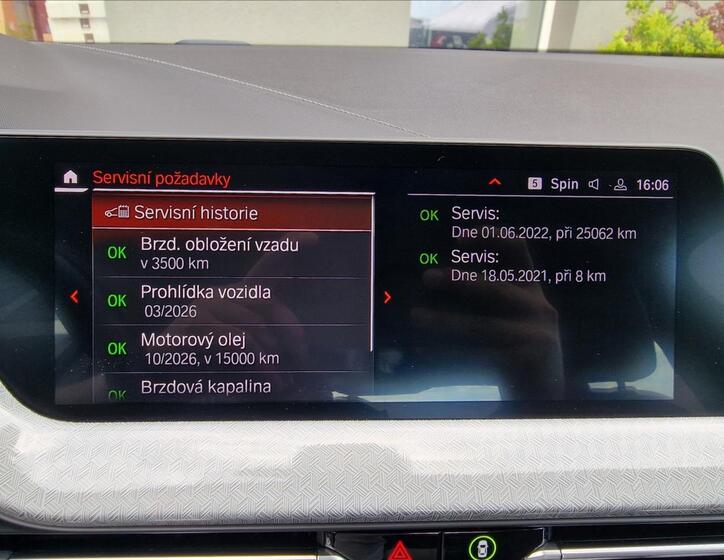 Servisní požadavky
5 Spin 16:06
Servisní historie
OK Brzd. obložení vzadu
v 3500 km
OK Prohlídka vozidla
03/2026
OK Motorový olej
10/2026, v 15000 km
OK Brzdová kapalina
OK Servis:
Dne 01.06.2022, při 25062 km
OK Servis:
Dne 18.05.2021, při 8 km